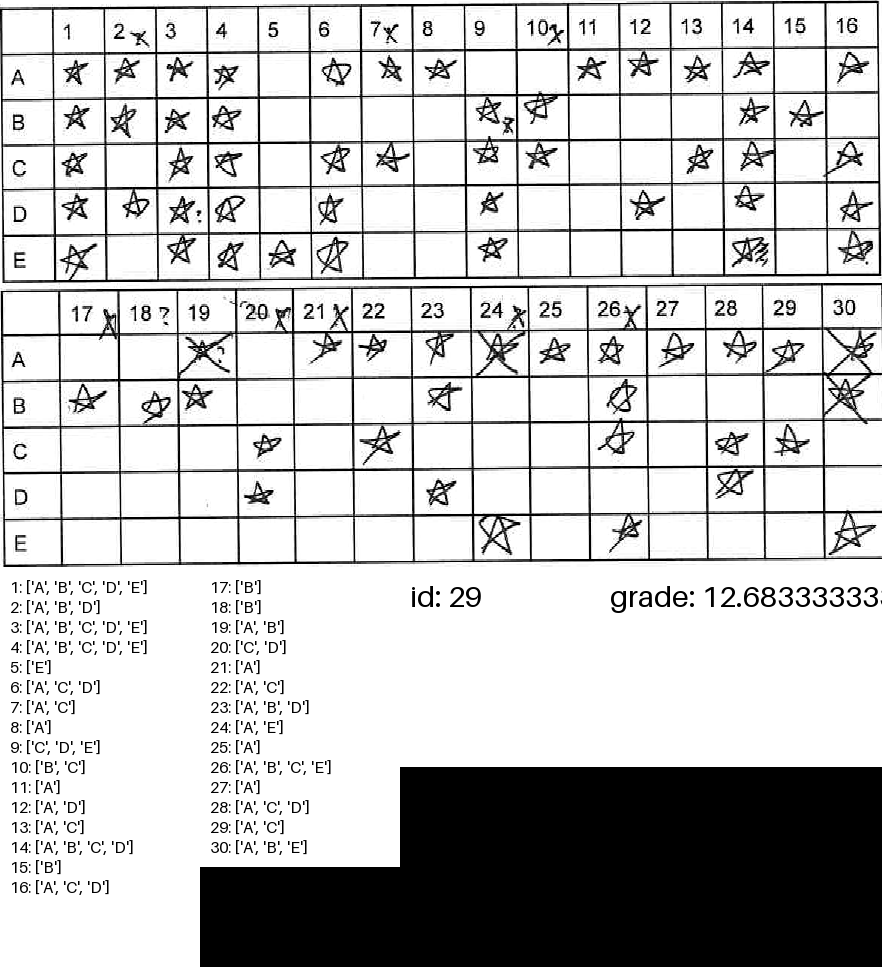 1 2 x 3 4 5 6 7 x 8 9 10 x 11 12 13 14 15 16
A
B
?
C
D
?
E
?
17 x 18 ? 19 20 x 21 x 22 23 24 x 25 26 x 27 28 29 30
A
?
B
C
D
E
1: ['A', 'B', 'C', 'D', 'E']
2: ['A', 'B', 'D']
3: ['A', 'B', 'C', 'D', 'E']
4: ['A', 'B', 'C', 'D', 'E']
5: ['E']
6: ['A', 'C', 'D']
7: ['A', 'C']
8: ['A']
9: ['C', 'D', 'E']
10: ['B', 'C']
11: ['A']
12: ['A', 'D']
13: ['A', 'C']
14: ['A', 'B', 'C', 'D']
15: ['B']
16: ['A', 'C', 'D']
17: ['B']
18: ['B']
19: ['A', 'B']
20: ['C', 'D']
21: ['A']
22: ['A', 'C']
23: ['A', 'B', 'D']
24: ['A', 'E']
25: ['A']
26: ['A', 'B', 'C', 'E']
27: ['A']
28: ['A', 'C', 'D']
29: ['A', 'C']
30: ['A', 'B', 'E']
id: 29
grade: 12.68333333